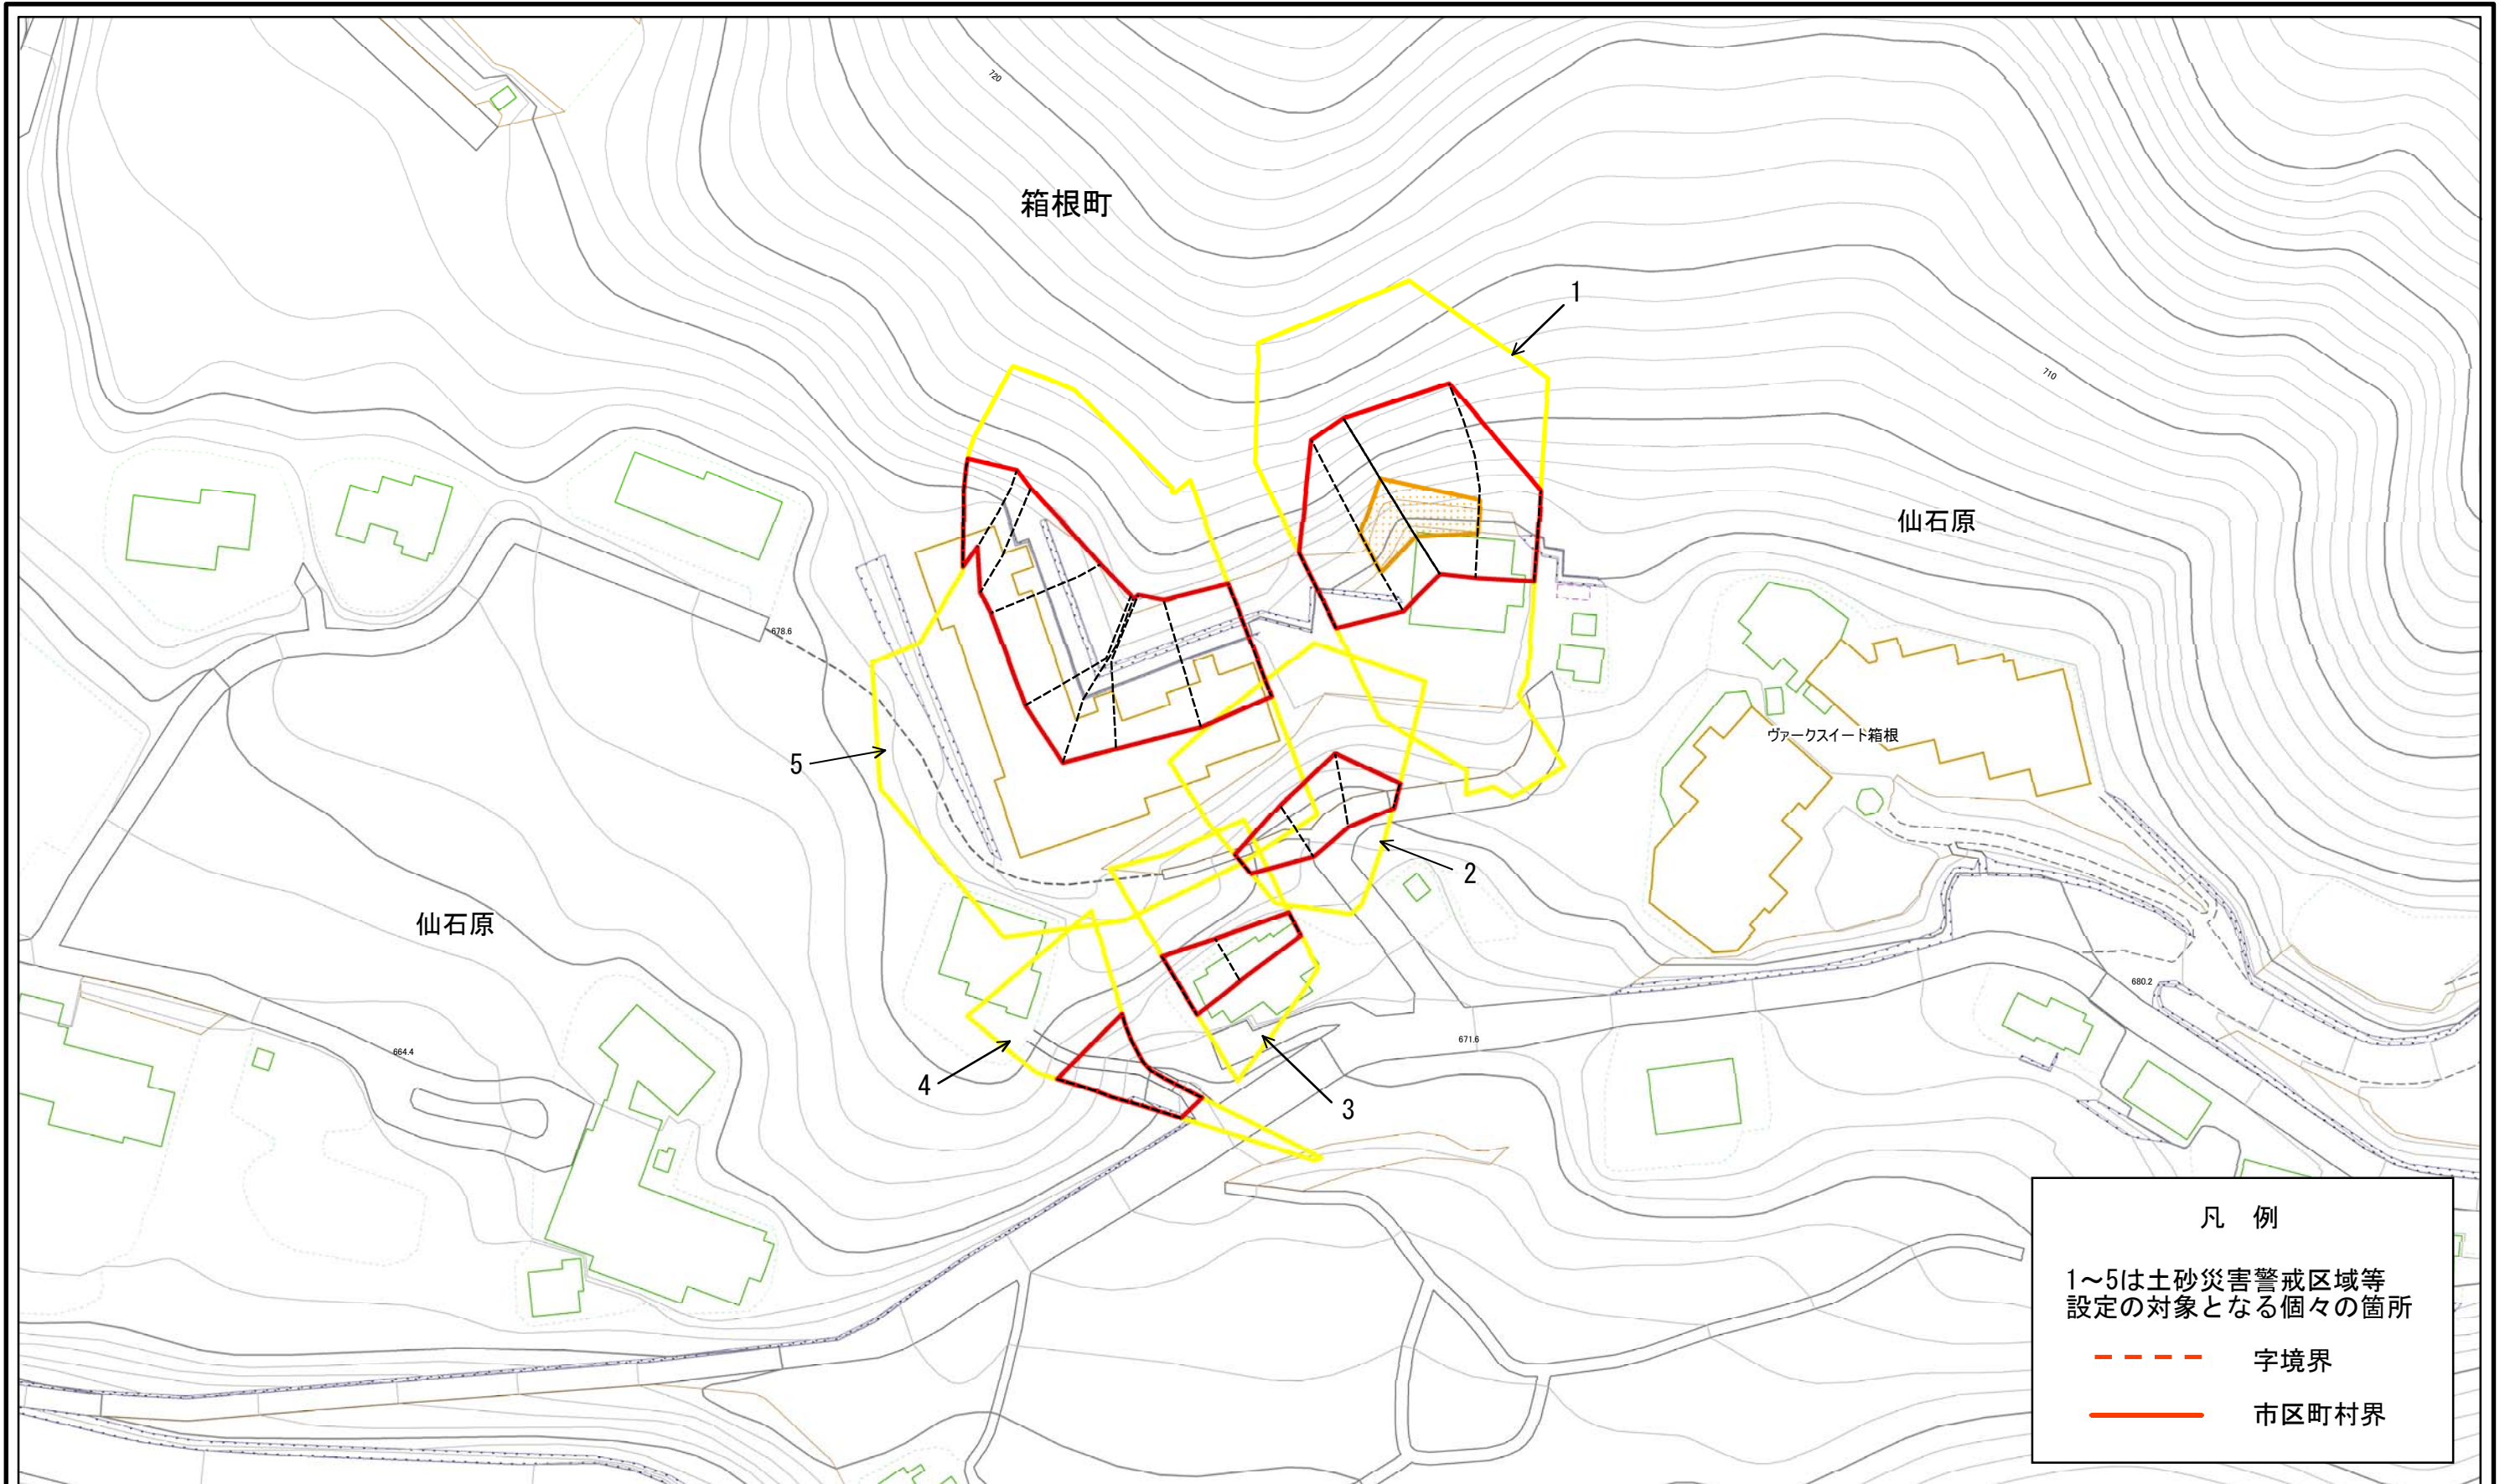 720
箱根町
1
710
仙石原
678.6
ヴァークスイート箱根
5
2
仙石原
680.2
671.6
664.4
4
3
凡 例
1～5は土砂災害警戒区域等
設定の対象となる個々の箇所
字境界
市区町村界